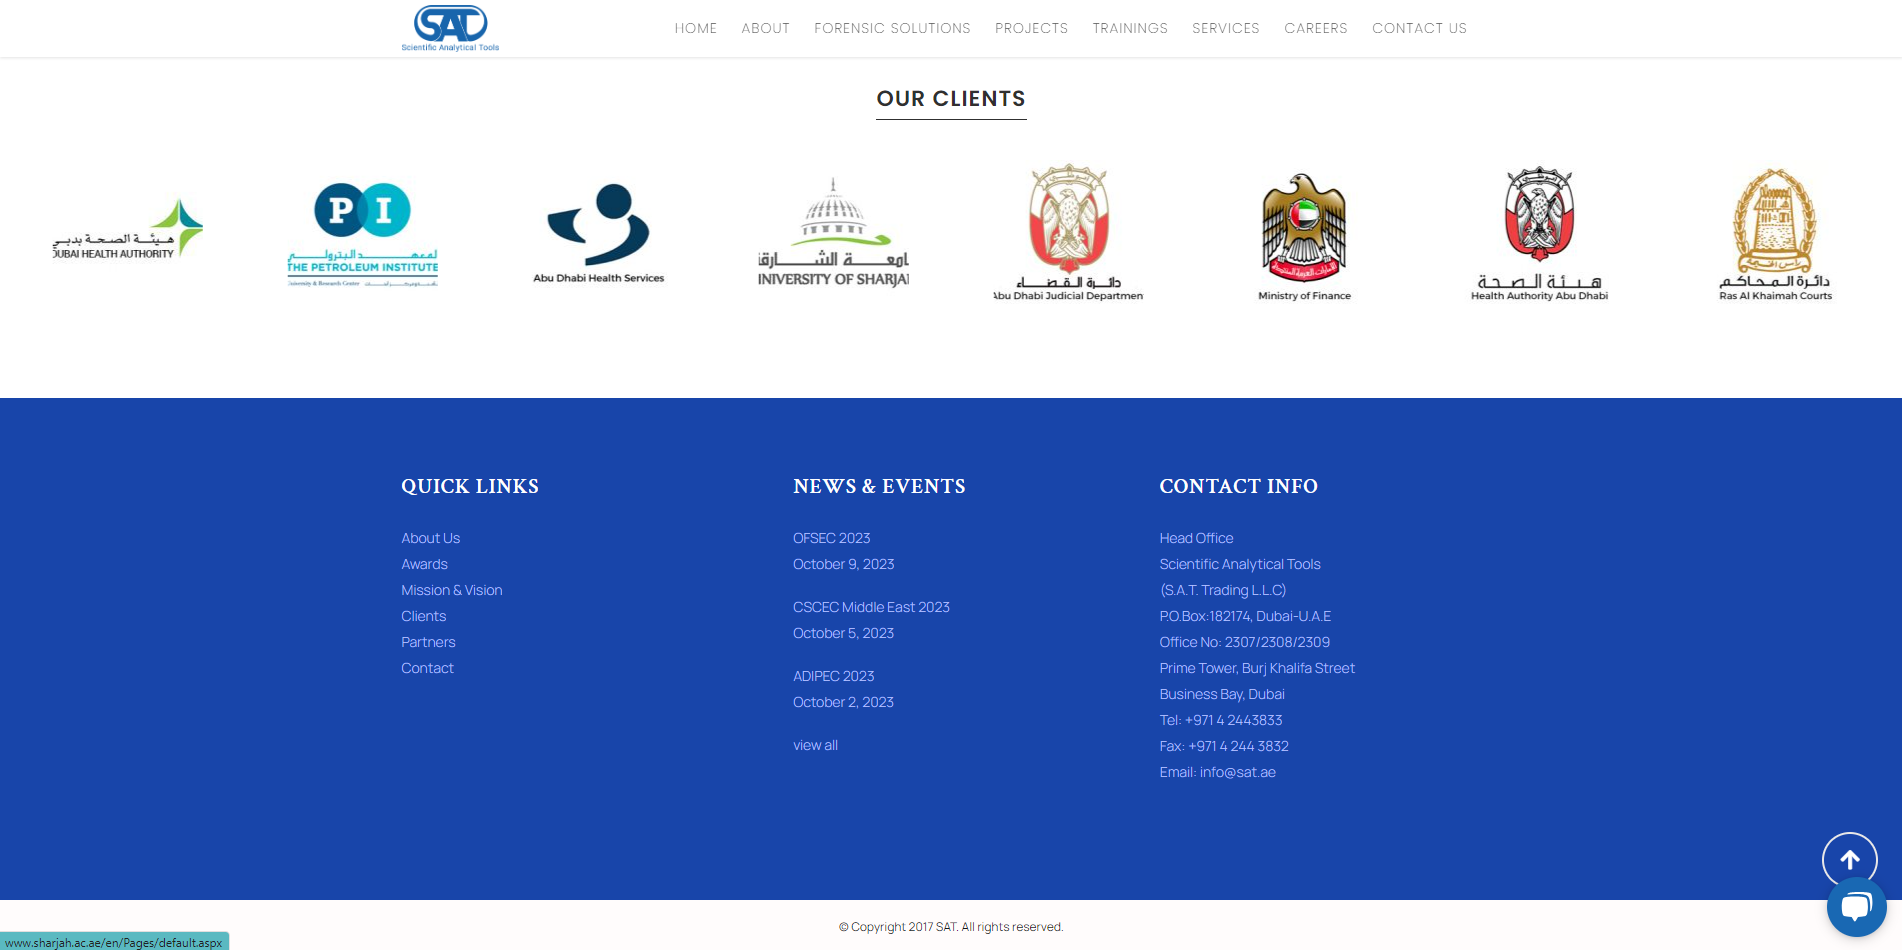 SAT
Scientific Analytical Tools
HOME ABOUT FORENSIC SOLUTIONS PROJECTS TRAININGS SERVICES CAREERS CONTACT US
OUR CLIENTS
هيئة الصحة بدبي
DUBAI HEALTH AUTHORITY
P I
لمعهد البترول
THE PETROLEUM INSTITUTE
University & Research Center
Abu Dhabi Health Services
امعة الشارقة
NIVERSITY OF SHARJA
دائرة القضاء
Abu Dhabi Judicial Departmen
Ministry of Finance
هيئة الصحة
Health Authority Abu Dhabi
دائرة المحاكم
Ras Al Khaimah Courts
QUICK LINKS
About Us
Awards
Mission & Vision
Clients
Partners
Contact
NEWS & EVENTS
OFSEC 2023
October 9, 2023
CSCEC Middle East 2023
October 5, 2023
ADIPEC 2023
October 2, 2023
view all
CONTACT INFO
Head Office
Scientific Analytical Tools
(S.A.T. Trading L.L.C)
P.O.Box:182174, Dubai-U.A.E
Office No: 2307/2308/2309
Prime Tower, Burj Khalifa Street
Business Bay, Dubai
Tel: +971 4 2443833
Fax: +971 4 244 3832
Email: info@sat.ae
© Copyright 2017 SAT. All rights reserved.
www.sharjah.ac.ae/en/Pages/default.aspx